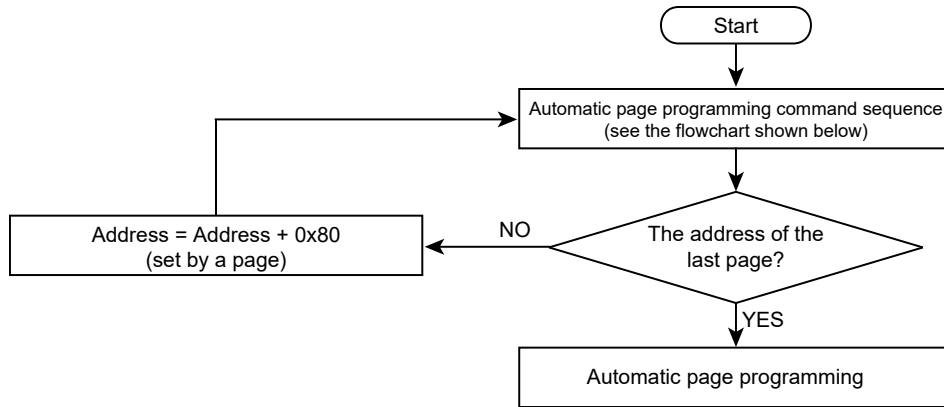 Start
Automatic page programming command sequence
(see the flowchart shown below)
The address of the
last page?
NO
Address = Address + 0x80
(set by a page)
YES
Automatic page programming